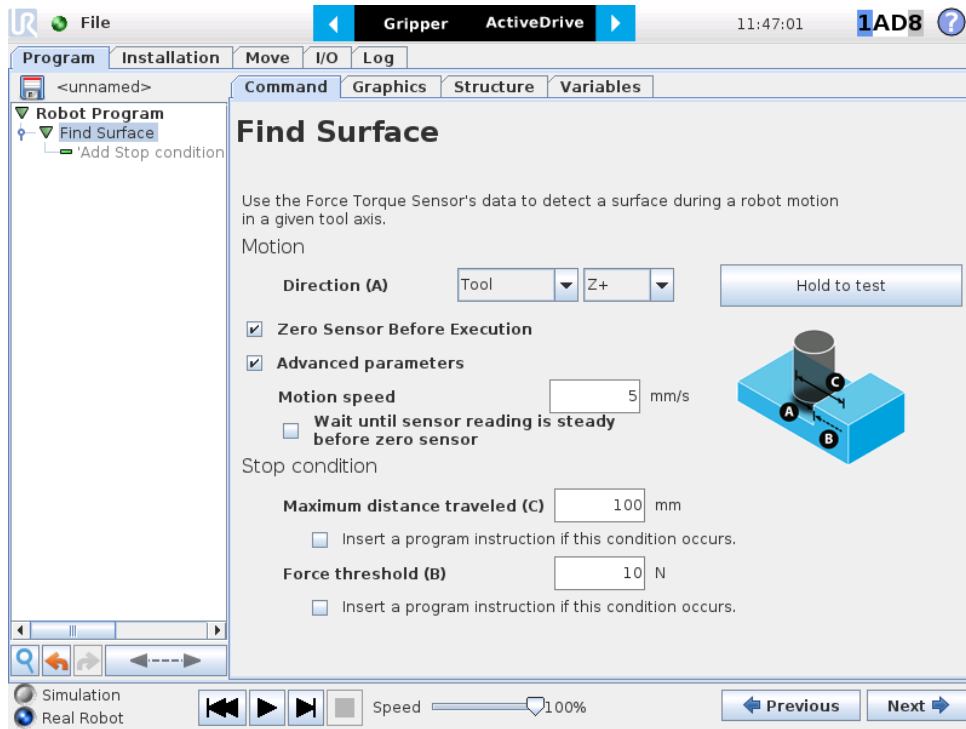 UR File Gripper ActiveDrive 11:47:01 1AD8 ?
Program Installation Move I/O Log
<unnamed> Command Graphics Structure Variables
Robot Program
Find Surface
'Add Stop condition
Find Surface
Use the Force Torque Sensor's data to detect a surface during a robot motion
in a given tool axis.
Motion
Direction (A) Tool Z+ Hold to test
Zero Sensor Before Execution
Advanced parameters
Motion speed 5 mm/s
Wait until sensor reading is steady
before zero sensor
C
A
B
Stop condition
Maximum distance traveled (C) 100 mm
Insert a program instruction if this condition occurs.
Force threshold (B) 10 N
Insert a program instruction if this condition occurs.
Simulation
Real Robot
Speed 100% Previous Next